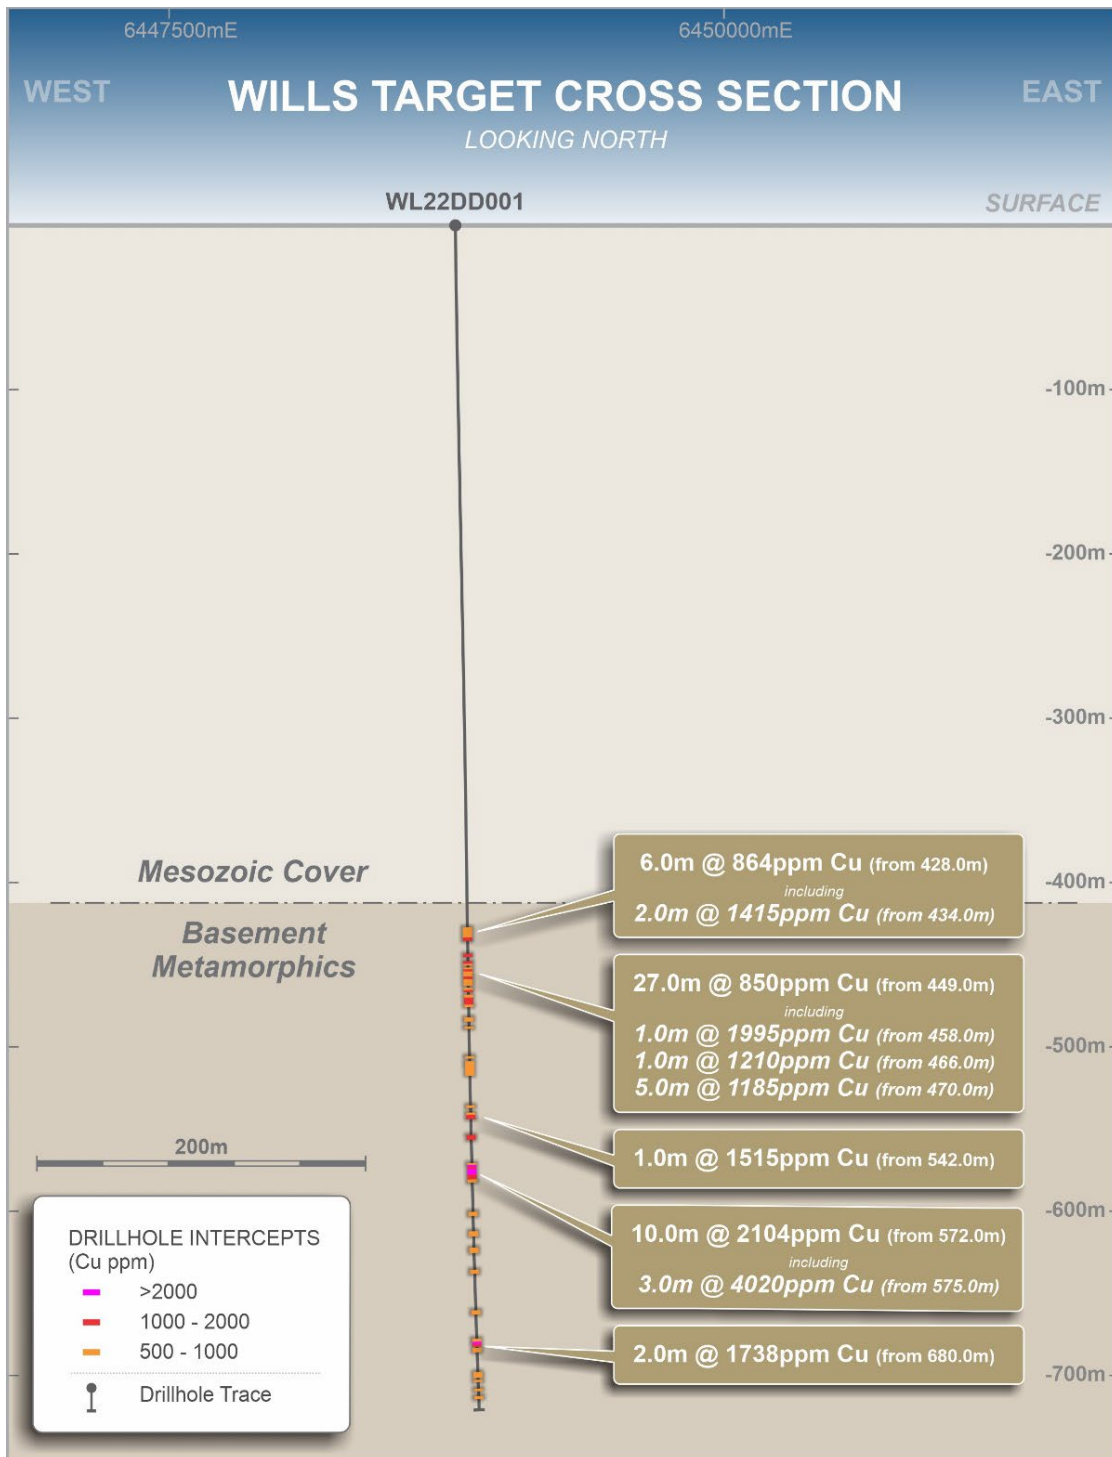 6447500mE 6450000mE
WEST WILLS TARGET CROSS SECTION EAST
LOOKING NORTH
WL22DD001 SURFACE
-100m
-200m
-300m
-400m
-500m
-600m
-700m
Mesozoic Cover
Basement
Metamorphics
6.0m @ 864ppm Cu (from 428.0m)
including
2.0m @ 1415ppm Cu (from 434.0m)
27.0m @ 850ppm Cu (from 449.0m)
including
1.0m @ 1995ppm Cu (from 458.0m)
1.0m @ 1210ppm Cu (from 466.0m)
5.0m @ 1185ppm Cu (from 470.0m)
1.0m @ 1515ppm Cu (from 542.0m)
10.0m @ 2104ppm Cu (from 572.0m)
including
3.0m @ 4020ppm Cu (from 575.0m)
2.0m @ 1738ppm Cu (from 680.0m)
200m
DRILLHOLE INTERCEPTS
(Cu ppm)
>2000
1000 - 2000
500 - 1000
Drillhole Trace